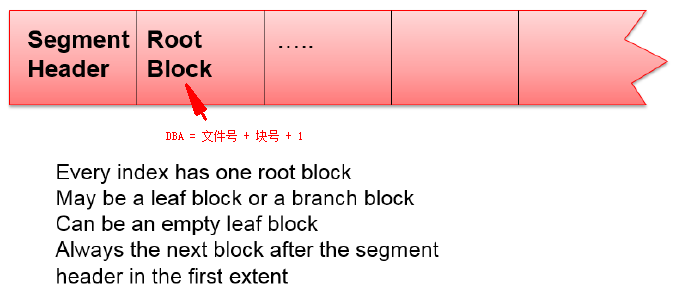 Segment
Header
Root
Block
.....
DBA = 文件号 + 块号 + 1
Every index has one root block
May be a leaf block or a branch block
Can be an empty leaf block
Always the next block after the segment
header in the first extent